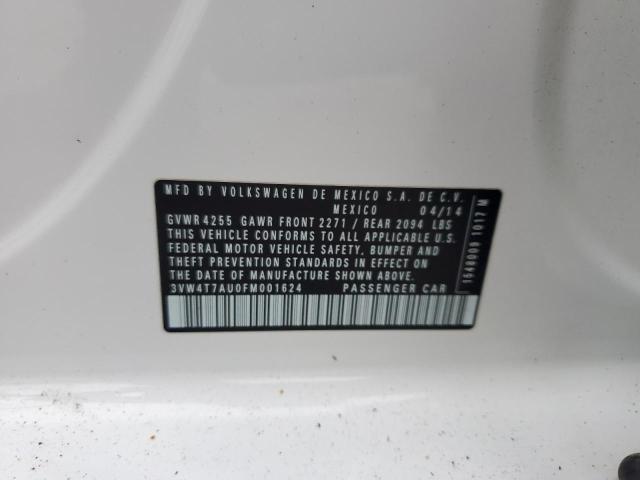 MFD BY VOLKSWAGEN DE MEXICO S.A. DE C.V.
MEXICO 04/14
GVWR 4255 GAWR FRONT 2271 / REAR 2094 LBS
THIS VEHICLE CONFORMS TO ALL APPLICABLE U.S.
FEDERAL MOTOR VEHICLE SAFETY, BUMPER AND
THEFT PREVENTION STANDARDS IN EFFECT ON
THE DATE OF MANUFACTURE SHOWN ABOVE.
3VW4T7AU0FM001624 PASSENGER CAR
1548009 1017 M